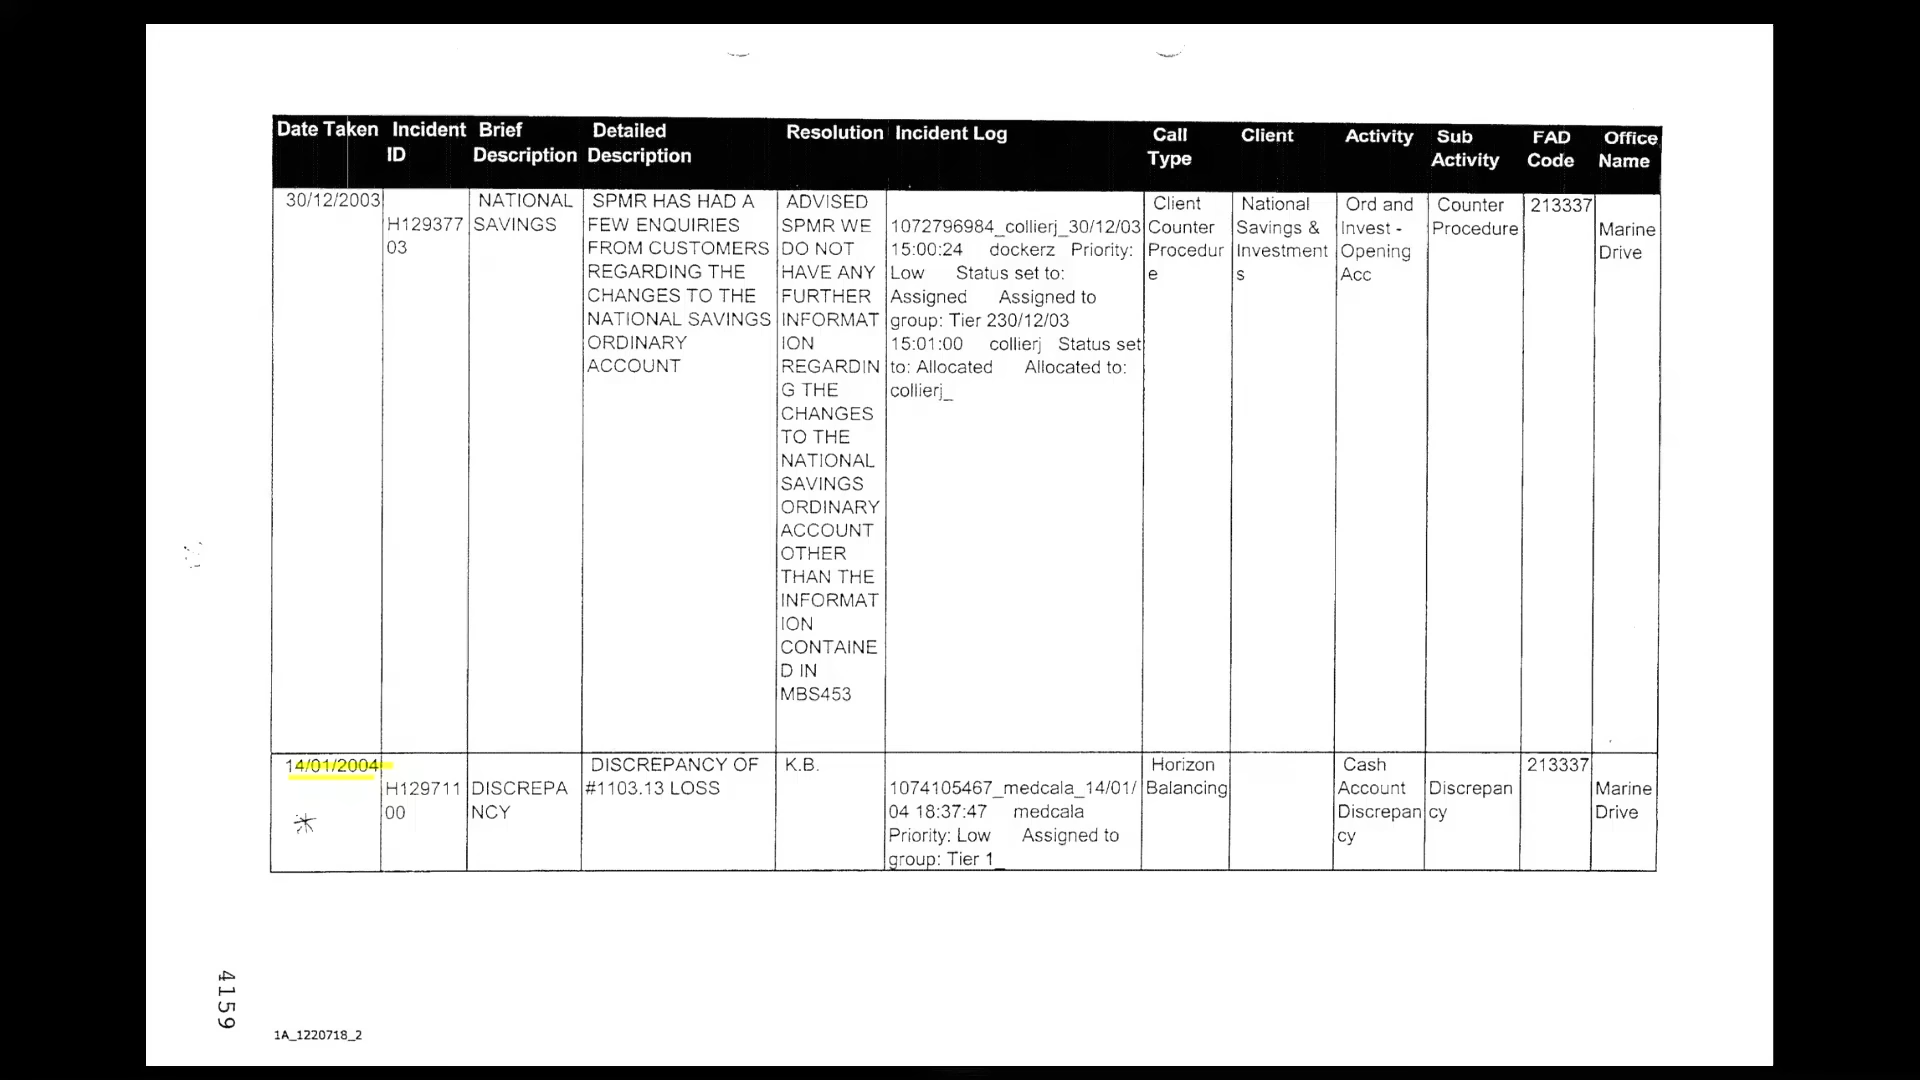 Date Taken Incident ID Brief Description Detailed Description Resolution Incident Log Call Type Client Activity Sub Activity FAD Code Office Name
30/12/2003
H129377
03
NATIONAL
SAVINGS
SPMR HAS HAD A
FEW ENQUIRIES
FROM CUSTOMERS
REGARDING THE
CHANGES TO THE
NATIONAL SAVINGS
ORDINARY
ACCOUNT
ADVISED
SPMR WE
DO NOT
HAVE ANY
FURTHER
INFORMAT
ION
REGARDIN
G THE
CHANGES
TO THE
NATIONAL
SAVINGS
ORDINARY
ACCOUNT
OTHER
THAN THE
INFORMAT
ION
CONTAINE
D IN
MBS453
1072796984_collierj_30/12/03
15:00:24 dockerz Priority:
Low Status set to:
Assigned Assigned to
group: Tier 230/12/03
15:01:00 collierj Status set
to: Allocated Allocated to:
collierj_
Client
Counter
Procedur
e
National
Savings &
Investment
s
Ord and
Invest -
Opening
Acc
Counter
Procedure
213337
Marine
Drive
14/01/2004
H129711
00
DISCREPA
NCY
DISCREPANCY OF
#1103.13 LOSS
K.B.
1074105467_medcala_14/01/
04 18:37:47 medcala
Priority: Low Assigned to
group: Tier 1_
Horizon
Balancing
Cash
Account
Discrepan
cy
Discrepan
cy
213337
Marine
Drive
4159
1A_1220718_2